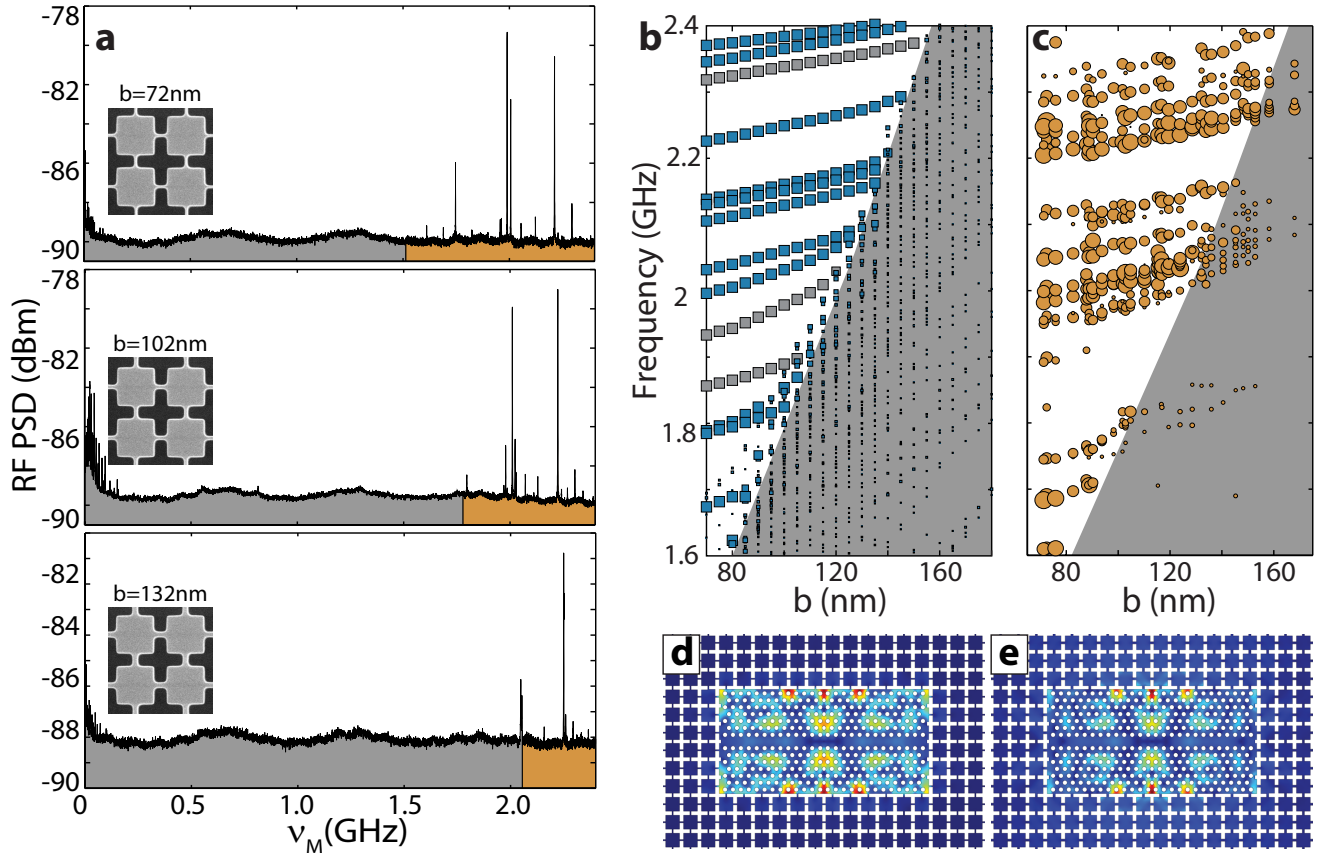 a
RF PSD (dBm)
-78
-82
-86
-90
b=72nm
-78
-82
-86
-90
b=102nm
-82
-84
-86
-88
-90
b=132nm
0 0.5 1.0 1.5 2.0
νM(GHz)
b
Frequency (GHz)
2.4
2.2
2
1.8
1.6
80 120 160
b (nm)
c
80 120 160
b (nm)
d
e